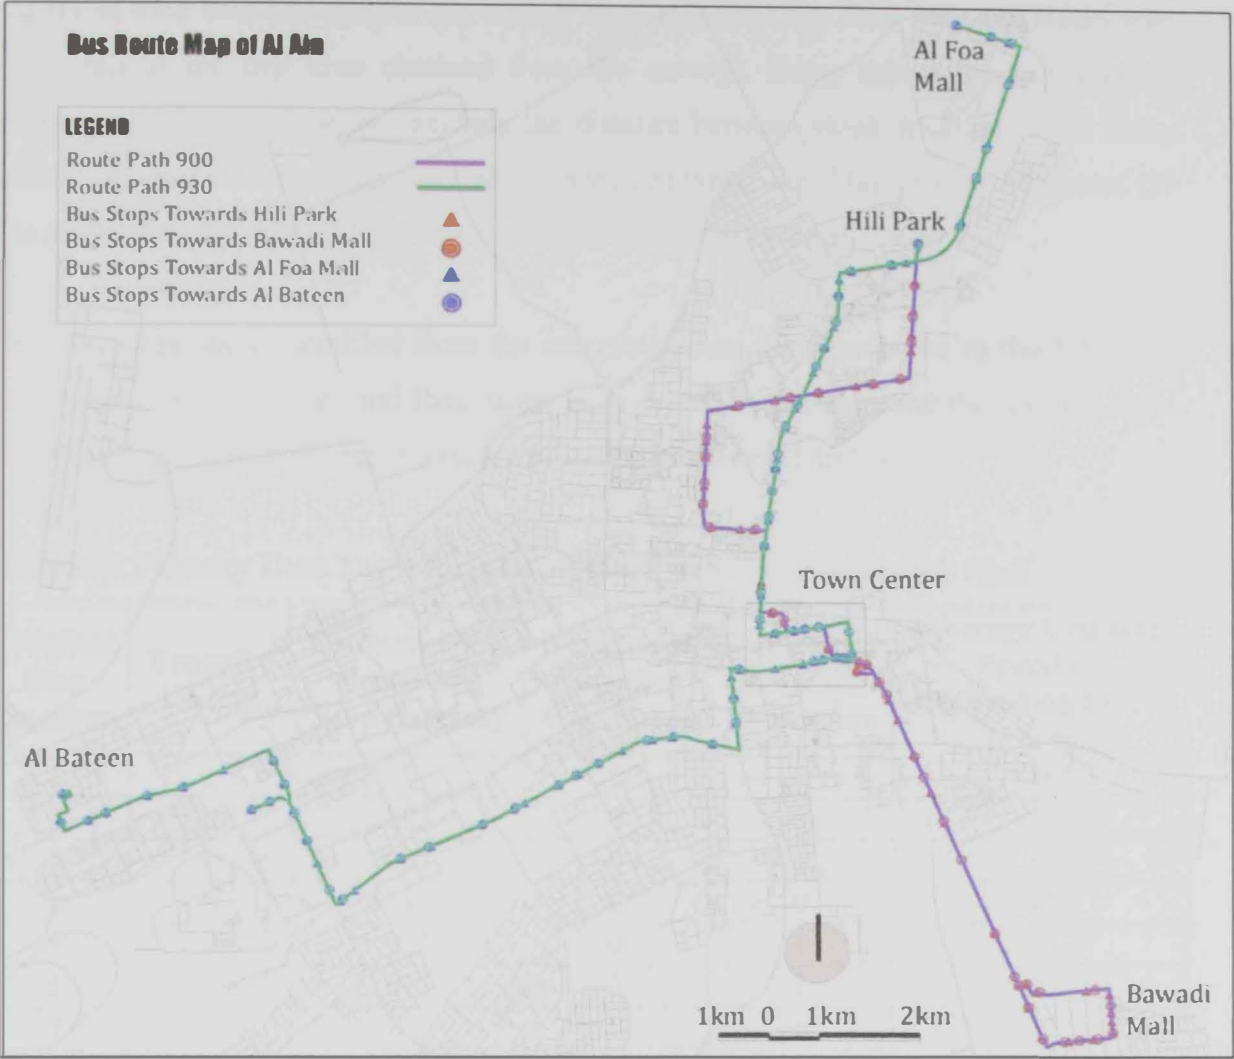 Bus Route Map of Al Ain
LEGEND
Route Path 900
Route Path 930
Bus Stops Towards Hili Park
Bus Stops Towards Bawadi Mall
Bus Stops Towards Al Foa Mall
Bus Stops Towards Al Bateen
Al Foa
Mall
Hili Park
Town Center
Al Bateen
Bawadi
Mall
1km 0 1km 2km